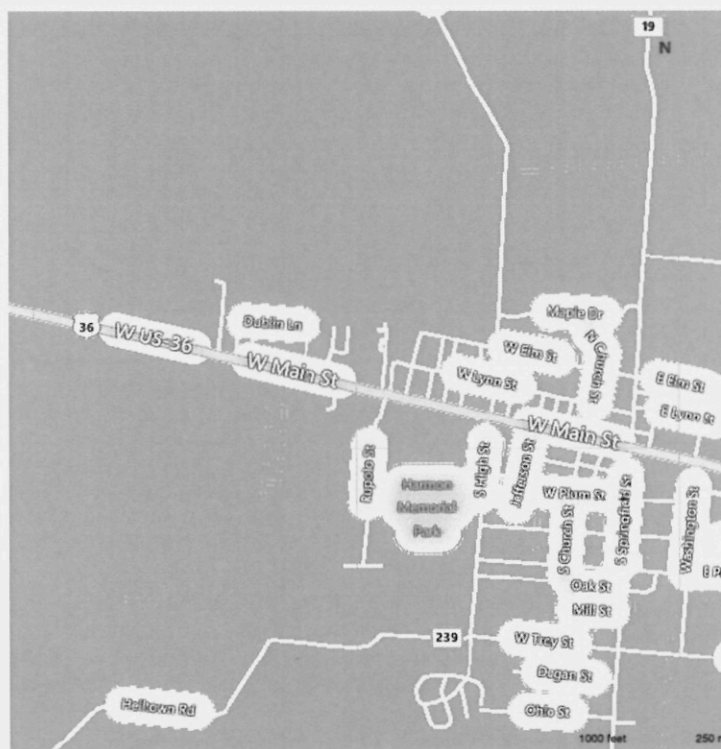 19
N
Maple Dr
36
W US-36
Dublin Ln
W Main St
W Elm St
N Church St
W Lynn St
E Elm St
E Lynn St
W Main St
Rupolo St
S High St
Jefferson St
Harmon
Memorial
Park
W Plum St
S Church St
S Springfield St
Washington St
Oak St
Mill St
239
W Troy St
Dugan St
Helltown Rd
Ohio St
1000 feet